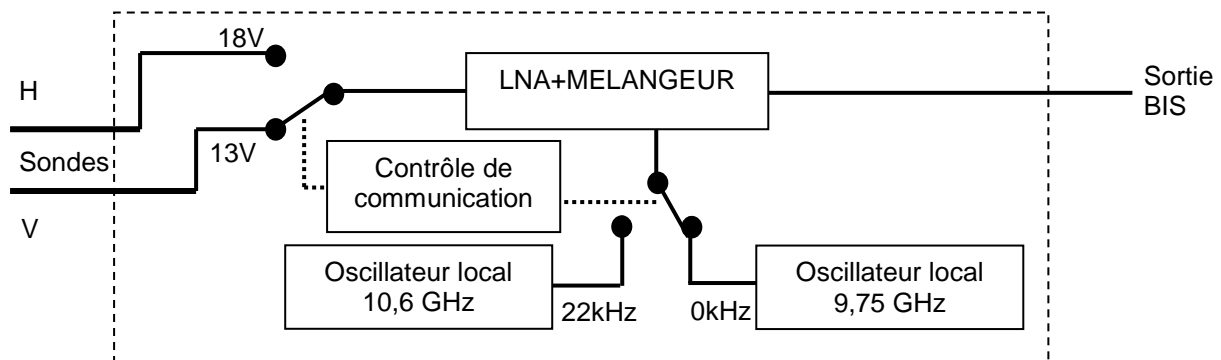 18V
H
LNA+MELANGEUR
Sortie
BIS
13V
Sondes
Contrôle de
communication
V
Oscillateur local
10,6 GHz
22kHz
0kHz
Oscillateur local
9,75 GHz